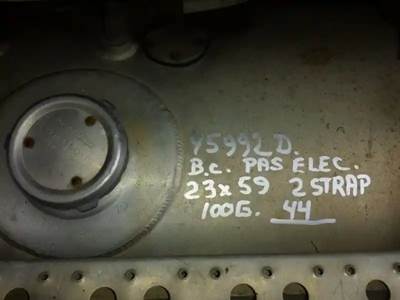 Y5992D.
B.C. PAS ELEC.
23x59 2 STRAP
100G. 44